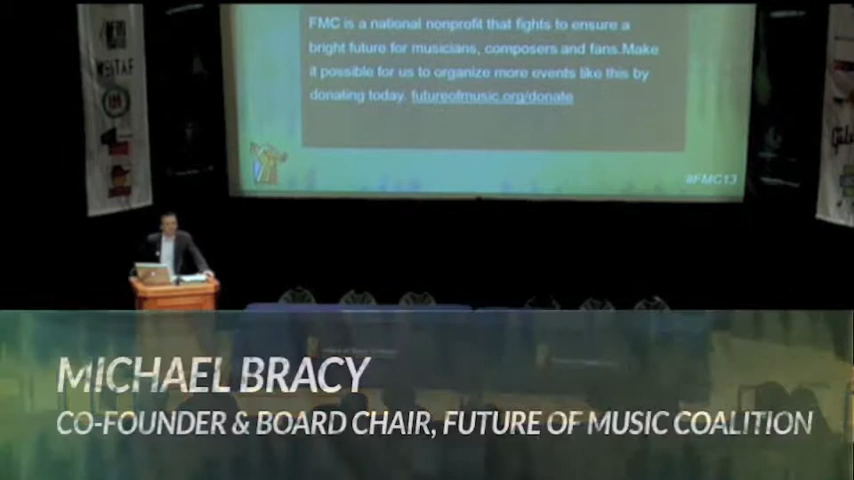 FMC is a national nonprofit that fights to ensure a
bright future for musicians, composers and fans.Make
it possible for us to organize more events like this by
donating today. futureofmusic.org/donate
#FMC13
MICHAEL BRACY
CO-FOUNDER & BOARD CHAIR, FUTURE OF MUSIC COALITION